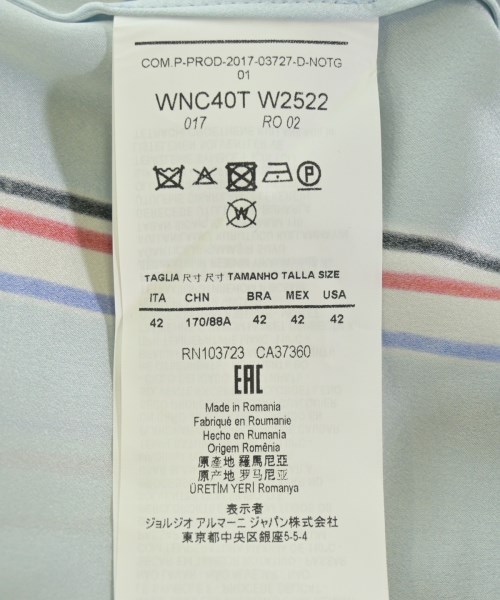 COM.P-PROD-2017-03727-D-NOTG
01
WNC40T W2522
017 RO 02
P
W
TAGLIA 尺寸 尺寸 TAMANHO TALLA SIZE
ITA CHN BRA MEX USA
42 170/88A 42 42 42
RN103723 CA37360
EAC
Made in Romania
Fabriqué en Roumanie
Hecho en Rumanía
Origem Romênia
原產地 羅馬尼亞
原产地 罗马尼亚
ÜRETİM YERİ Romanya
表示者
ジョルジオ アルマーニ ジャパン株式会社
東京都中央区銀座5-5-4